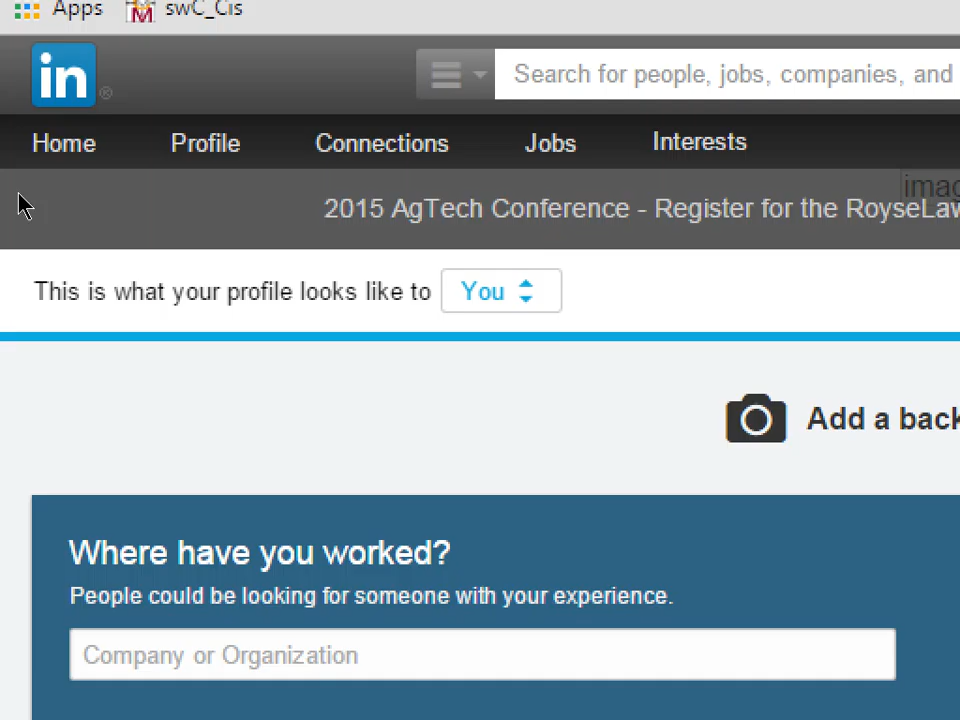 Apps swC_Cis
in ®
Search for people, jobs, companies, and
Home Profile Connections Jobs Interests
2015 AgTech Conference - Register for the RoyseLaw
This is what your profile looks like to You
Add a back
Where have you worked?
People could be looking for someone with your experience.
Company or Organization